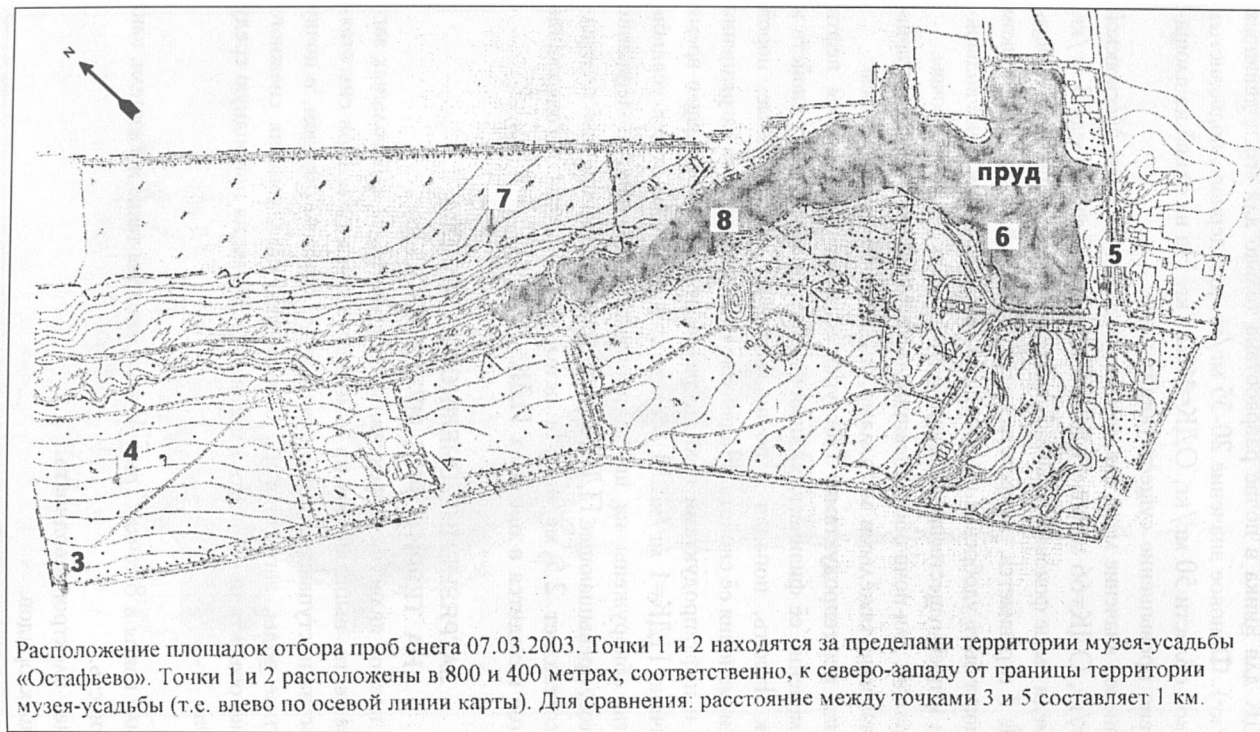 N
7
8
пруд
6
5
4
3
Расположение площадок отбора проб снега 07.03.2003. Точки 1 и 2 находятся за пределами территории музея-усадьбы
«Остафьево». Точки 1 и 2 расположены в 800 и 400 метрах, соответственно, к северо-западу от границы территории
музея-усадьбы (т.е. влево по осевой линии карты). Для сравнения: расстояние между точками 3 и 5 составляет 1 км.